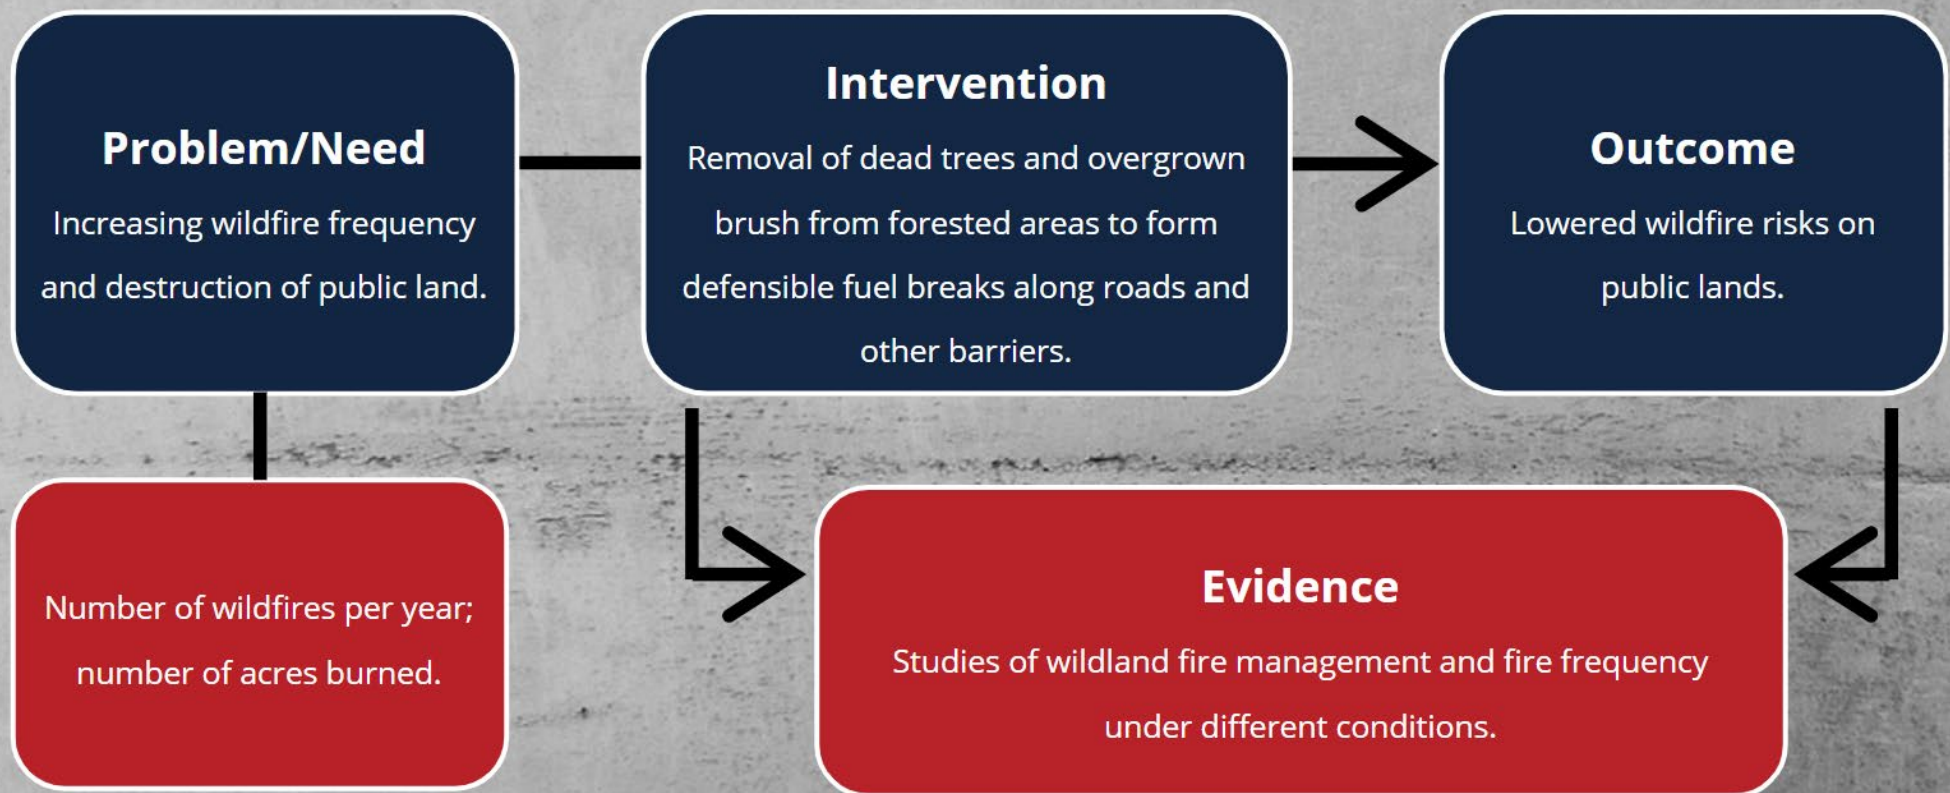 Problem/Need
Increasing wildfire frequency
and destruction of public land.
Intervention
Removal of dead trees and overgrown
brush from forested areas to form
defensible fuel breaks along roads and
other barriers.
Outcome
Lowered wildfire risks on
public lands.
Number of wildfires per year;
number of acres burned.
Evidence
Studies of wildland fire management and fire frequency
under different conditions.